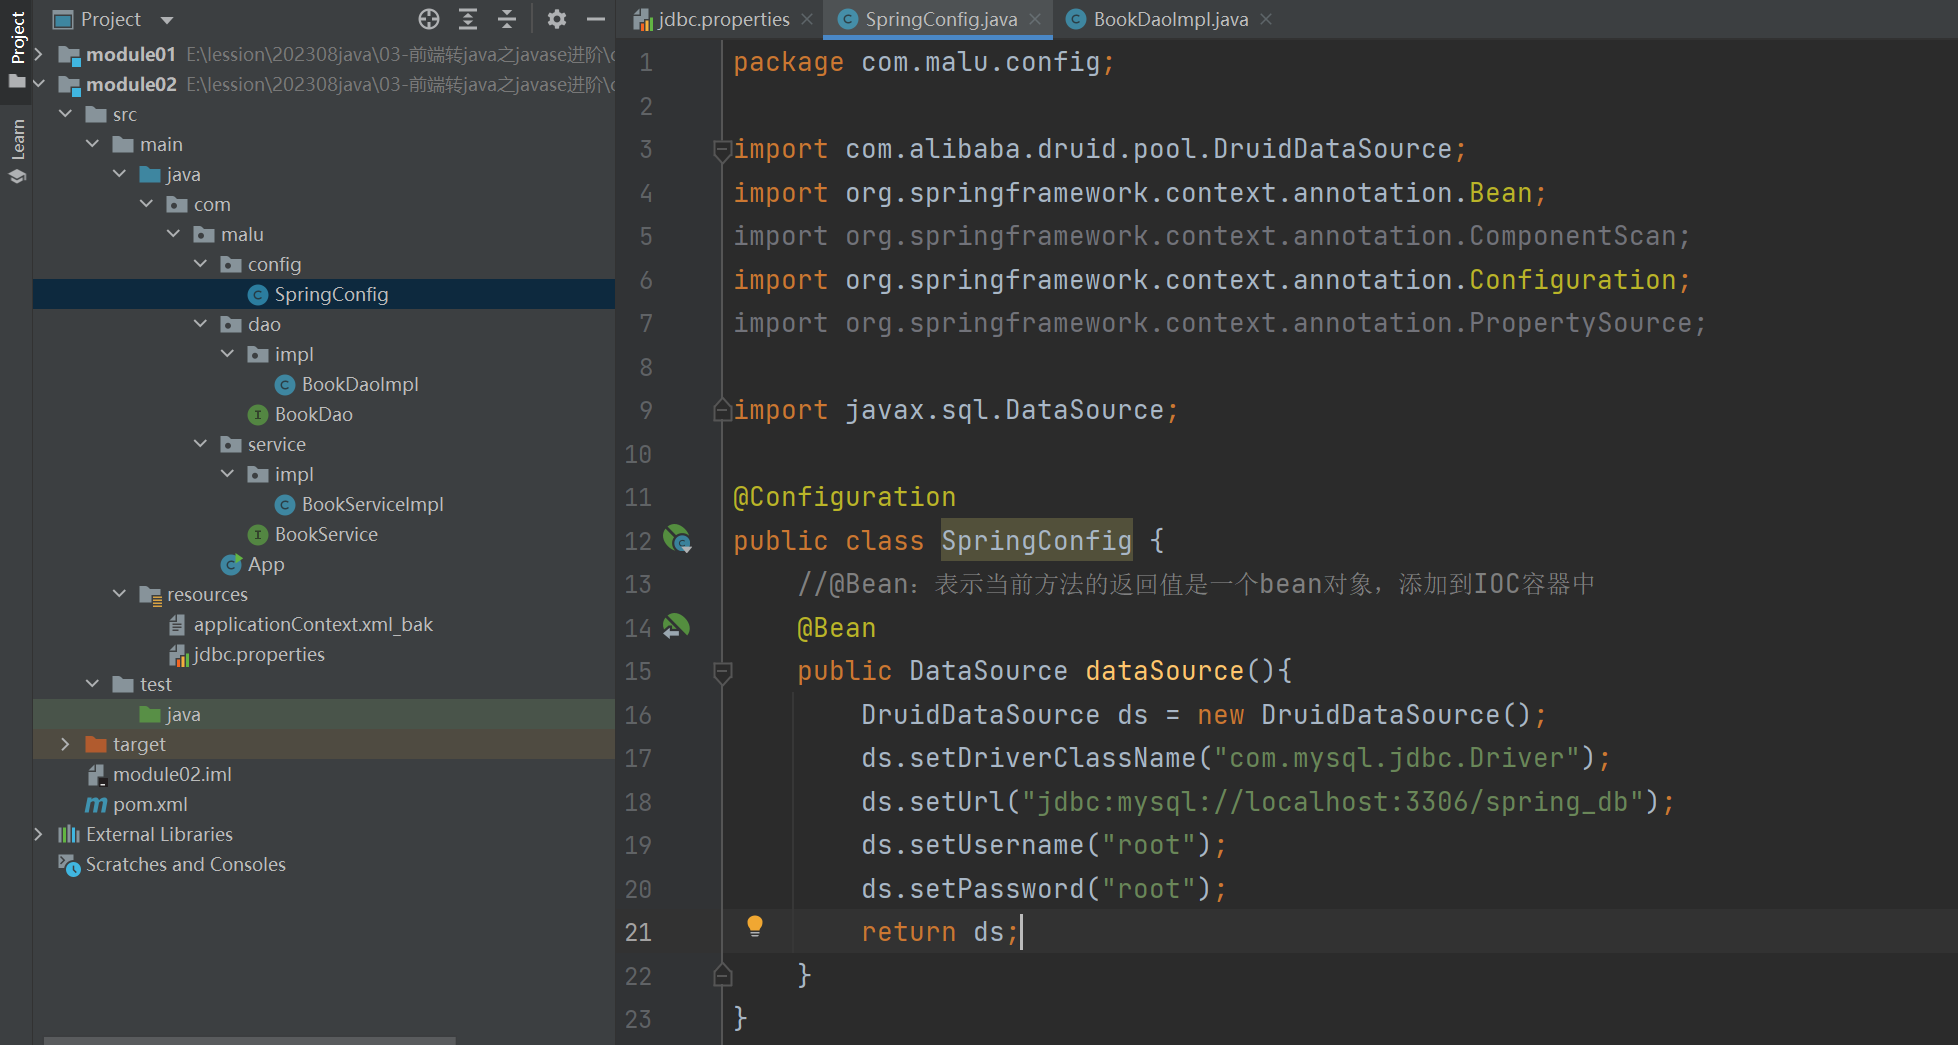 Project
Learn
Project
module01 E:\lession\202308java\03-前端转java之javase进阶\
module02 E:\lession\202308java\03-前端转java之javase进阶\
src
main
java
com
malu
config
SpringConfig
dao
impl
BookDaoImpl
BookDao
service
impl
BookServiceImpl
BookService
App
resources
applicationContext.xml_bak
jdbc.properties
test
java
target
module02.iml
pom.xml
External Libraries
Scratches and Consoles
jdbc.properties SpringConfig.java BookDaoImpl.java
1 package com.malu.config;
2
3 import com.alibaba.druid.pool.DruidDataSource;
4 import org.springframework.context.annotation.Bean;
5 import org.springframework.context.annotation.ComponentScan;
6 import org.springframework.context.annotation.Configuration;
7 import org.springframework.context.annotation.PropertySource;
8
9 import javax.sql.DataSource;
10
11 @Configuration
12 public class SpringConfig {
13 //@Bean：表示当前方法的返回值是一个bean对象，添加到IOC容器中
14 @Bean
15 public DataSource dataSource(){
16 DruidDataSource ds = new DruidDataSource();
17 ds.setDriverClassName("com.mysql.jdbc.Driver");
18 ds.setUrl("jdbc:mysql://localhost:3306/spring_db");
19 ds.setUsername("root");
20 ds.setPassword("root");
21 return ds;
22 }
23 }